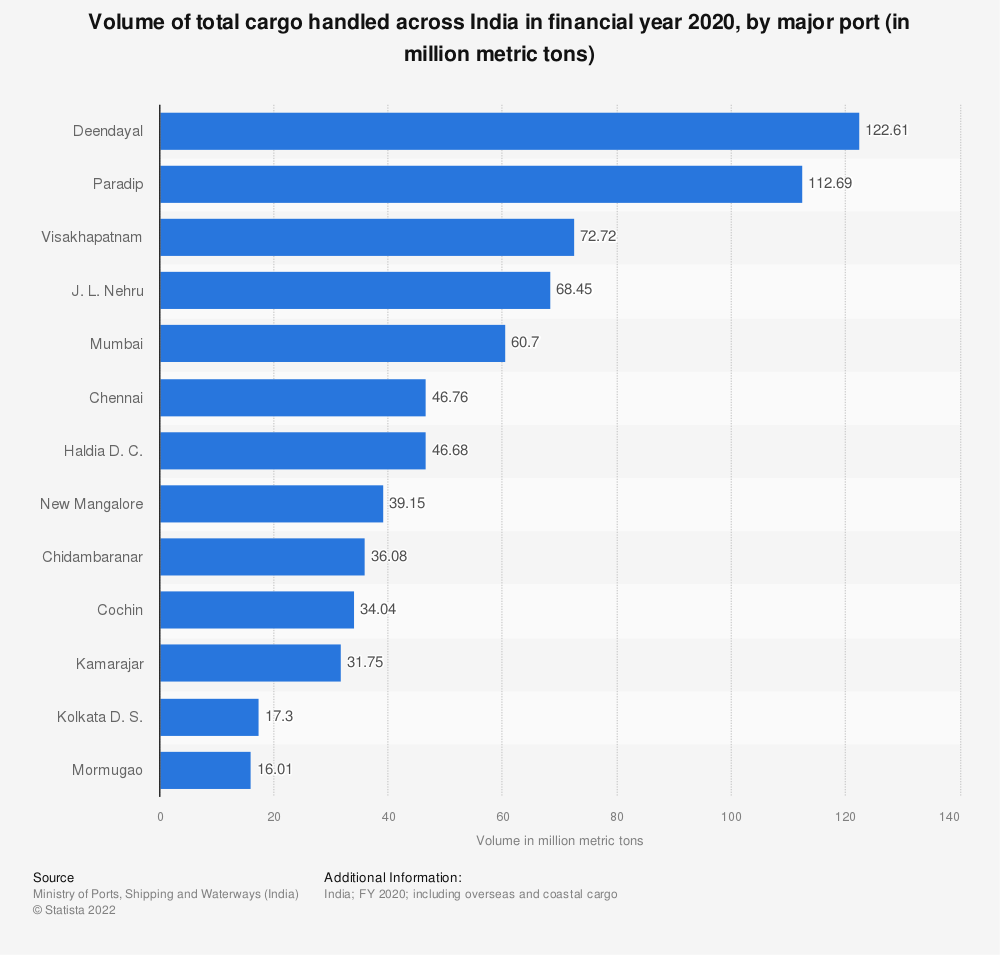 Volume of total cargo handled across India in financial year 2020, by major port (in
million metric tons)
Deendayal 122.61
Paradip 112.69
Visakhapatnam 72.72
J. L. Nehru 68.45
Mumbai 60.7
Chennai 46.76
Haldia D. C. 46.68
New Mangalore 39.15
Chidambaranar 36.08
Cochin 34.04
Kamarajar 31.75
Kolkata D. S. 17.3
Mormugao 16.01
0 20 40 60 80 100 120 140
Volume in million metric tons
Source
Ministry of Ports, Shipping and Waterways (India)
© Statista 2022
Additional Information:
India; FY 2020; including overseas and coastal cargo